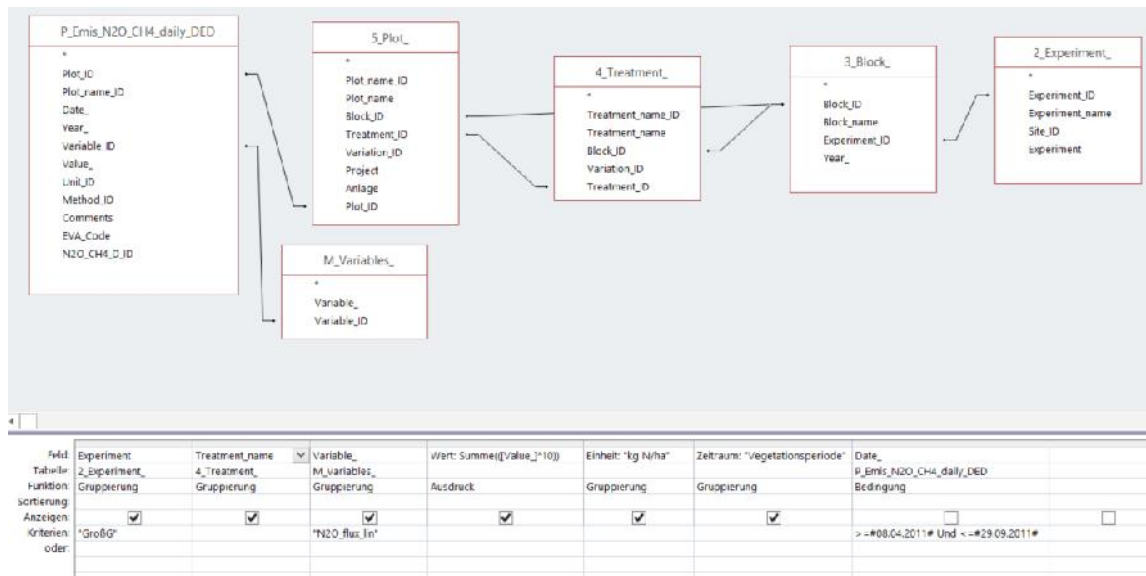 P_Emis_N2O_CH4_daily_DED
*
Plot_ID
Plot_name_ID
Date_
Year_
Variable_ID
Value_
Unit_ID
Method_ID
Comments
EVA_Code
N2O_CH4_D_ID
5_Plot_
*
Plot_name_ID
Plot_name
Block_ID
Treatment_ID
Variation_ID
Project
Anlage
Plot_ID
M_Variables_
*
Variable_
Variable_ID
4_Treatment_
*
Treatment_name_ID
Treatment_name
Block_ID
Variation_ID
Treatment_ID
3_Block_
*
Block_ID
Block_name
Experiment_ID
Year_
2_Experiment_
*
Experiment_ID
Experiment_name
Site_ID
Experiment
Feld: Experiment Treatment_name Variable_ Wert: Summe(([Value_]*10)) Einheit: "kg N/ha" Zeitraum: "Vegetationsperiode" Date_
Tabelle: 2_Experiment_ 4_Treatment_ M_Variables_ P_Emis_N2O_CH4_daily_DED
Funktion: Gruppierung Gruppierung Gruppierung Ausdruck Gruppierung Gruppierung Bedingung
Sortierung:
Anzeigen:
Kriterien: "GroßG" "N2O_flux_lin" >=#08.04.2011# Und <=#29.09.2011#
oder: